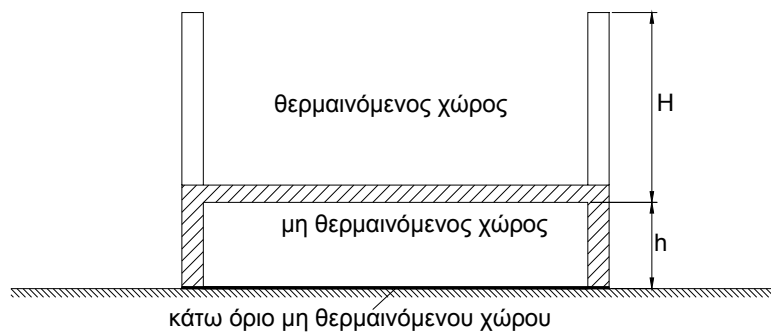 θερμαινόμενος χώρος
H
μη θερμαινόμενος χώρος
h
κάτω όριο μη θερμαινόμενου χώρου